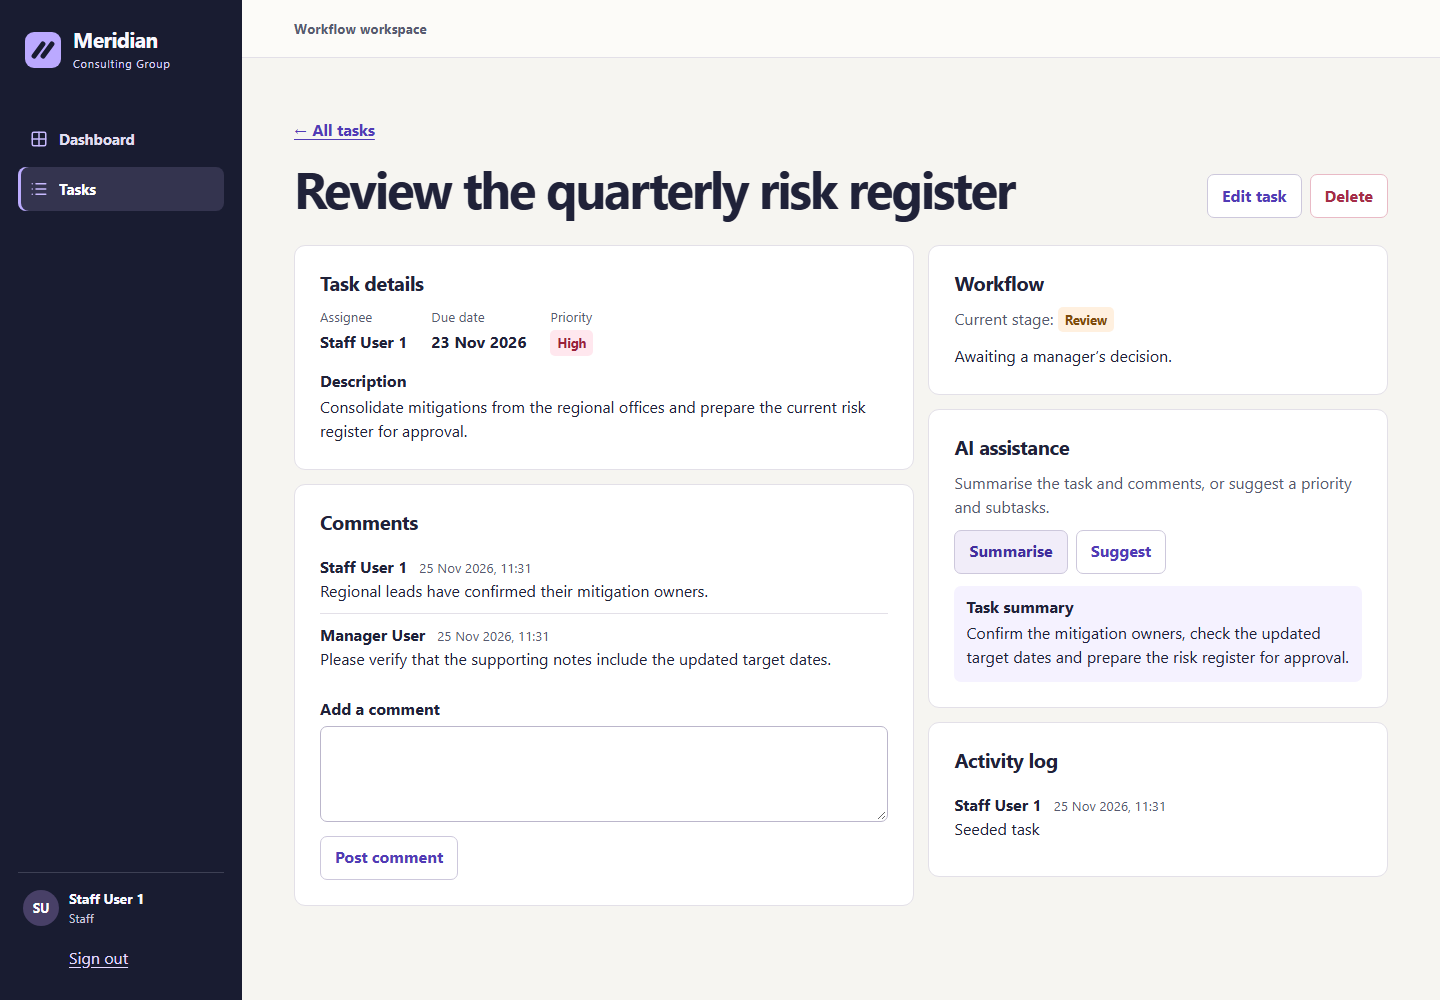 Meridian
Consulting Group
Dashboard
Tasks
Staff User 1
SU
Staff
Sign out
Workflow workspace
← All tasks
Review the quarterly risk register
Edit task
Delete
Task details
Assignee
Due date
Priority
Staff User 1
23 Nov 2026
High
Description
Consolidate mitigations from the regional offices and prepare the current risk
register for approval.
Comments
Staff User 1 25 Nov 2026, 11:31
Regional leads have confirmed their mitigation owners.
Manager User 25 Nov 2026, 11:31
Please verify that the supporting notes include the updated target dates.
Add a comment
Post comment
Workflow
Current stage: Review
Awaiting a manager’s decision.
AI assistance
Summarise the task and comments, or suggest a priority
and subtasks.
Summarise
Suggest
Task summary
Confirm the mitigation owners, check the updated
target dates and prepare the risk register for approval.
Activity log
Staff User 1 25 Nov 2026, 11:31
Seeded task